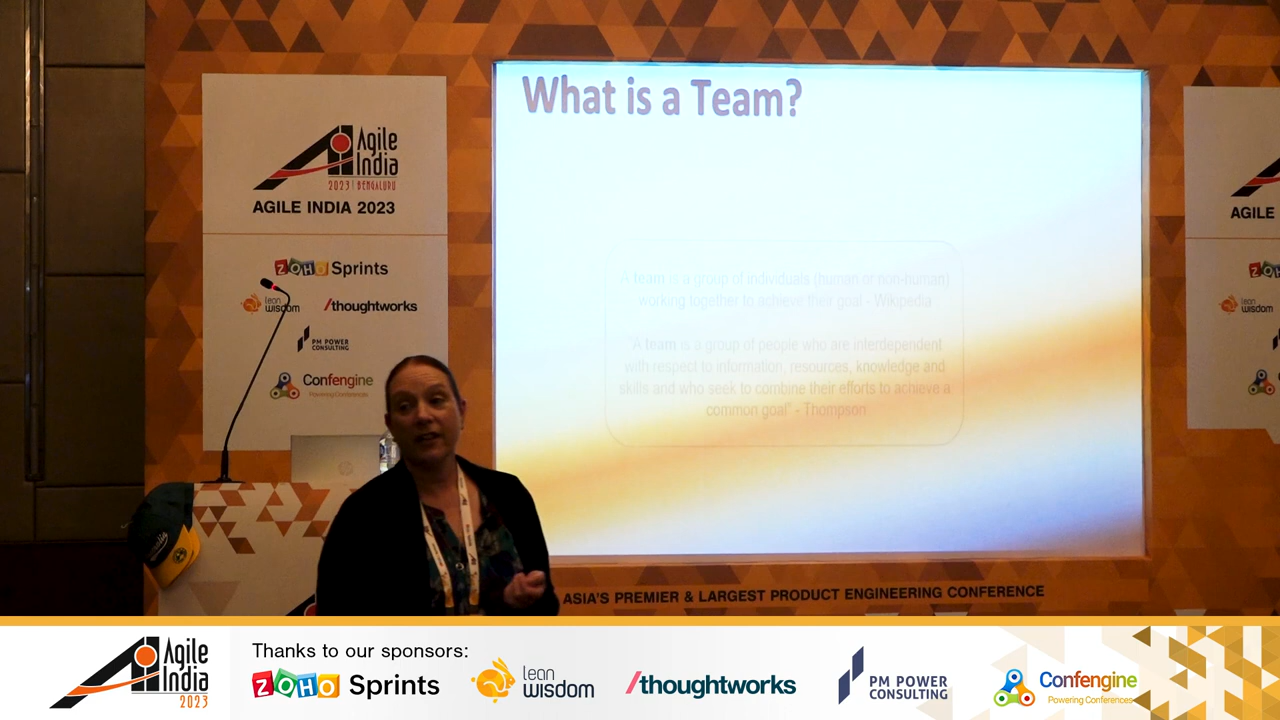 What is a Team?
A team is a group of individuals (human or non-human)
working together to achieve their goal - Wikipedia
"A team is a group of people who are interdependent
with respect to information, resources, knowledge and
skills and who seek to combine their efforts to achieve a
common goal" - Thompson
Agile
India
2023 | BENGALURU
AGILE INDIA 2023
ZOHO Sprints
lean
wisdom
/thoughtworks
PM POWER
CONSULTING
Confengine
Powering Conferences
AGILE
ASIA'S PREMIER & LARGEST PRODUCT ENGINEERING CONFERENCE
Agile
India
2023
Thanks to our sponsors:
ZOHO Sprints
lean
wisdom
/thoughtworks
PM POWER
CONSULTING
Confengine
Powering Conferences